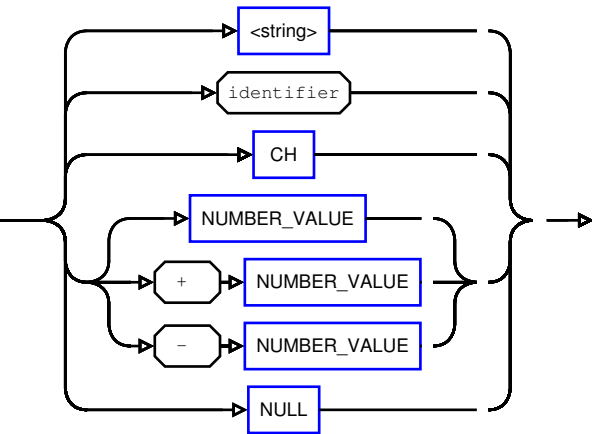 <string>
identifier
CH
NUMBER_VALUE
+ NUMBER_VALUE
- NUMBER_VALUE
NULL